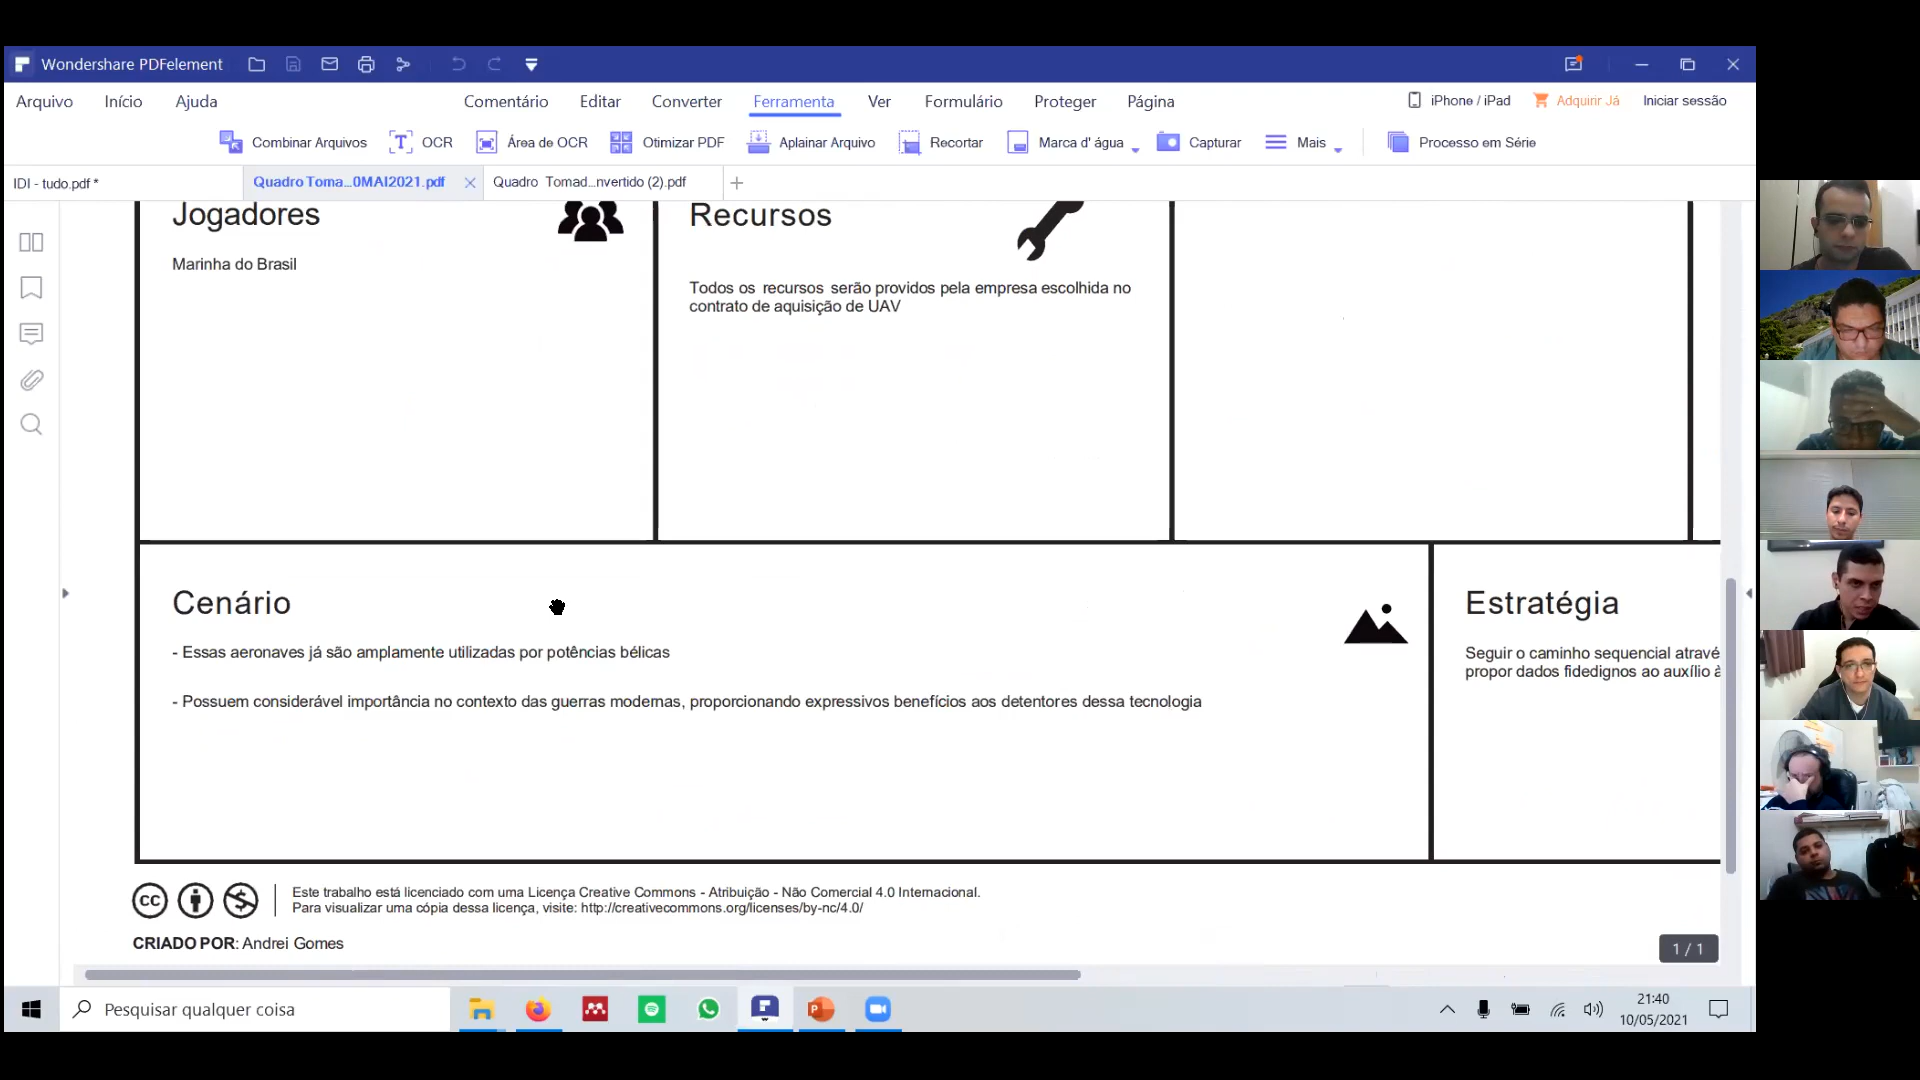 Wondershare PDFelement
Arquivo Início Ajuda Comentário Editar Converter Ferramenta Ver Formulário Proteger Página iPhone / iPad Adquirir Já Iniciar sessão
Combinar Arquivos OCR Área de OCR Otimizar PDF Aplainar Arquivo Recortar Marca d' água Capturar Mais Processo em Série
IDI - tudo.pdf * Quadro Toma...0MAI2021.pdf Quadro Tomad...nvertido (2).pdf
Jogadores
Marinha do Brasil
Recursos
Todos os recursos serão providos pela empresa escolhida no
contrato de aquisição de UAV
Cenário
- Essas aeronaves já são amplamente utilizadas por potências bélicas
- Possuem considerável importância no contexto das guerras modernas, proporcionando expressivos benefícios aos detentores dessa tecnologia
Estratégia
Seguir o caminho sequencial atravé
propor dados fidedignos ao auxílio à
cc
Este trabalho está licenciado com uma Licença Creative Commons - Atribuição - Não Comercial 4.0 Internacional.
Para visualizar uma cópia dessa licença, visite: http://creativecommons.org/licenses/by-nc/4.0/
CRIADO POR: Andrei Gomes
1 / 1
Pesquisar qualquer coisa
21:40
10/05/2021